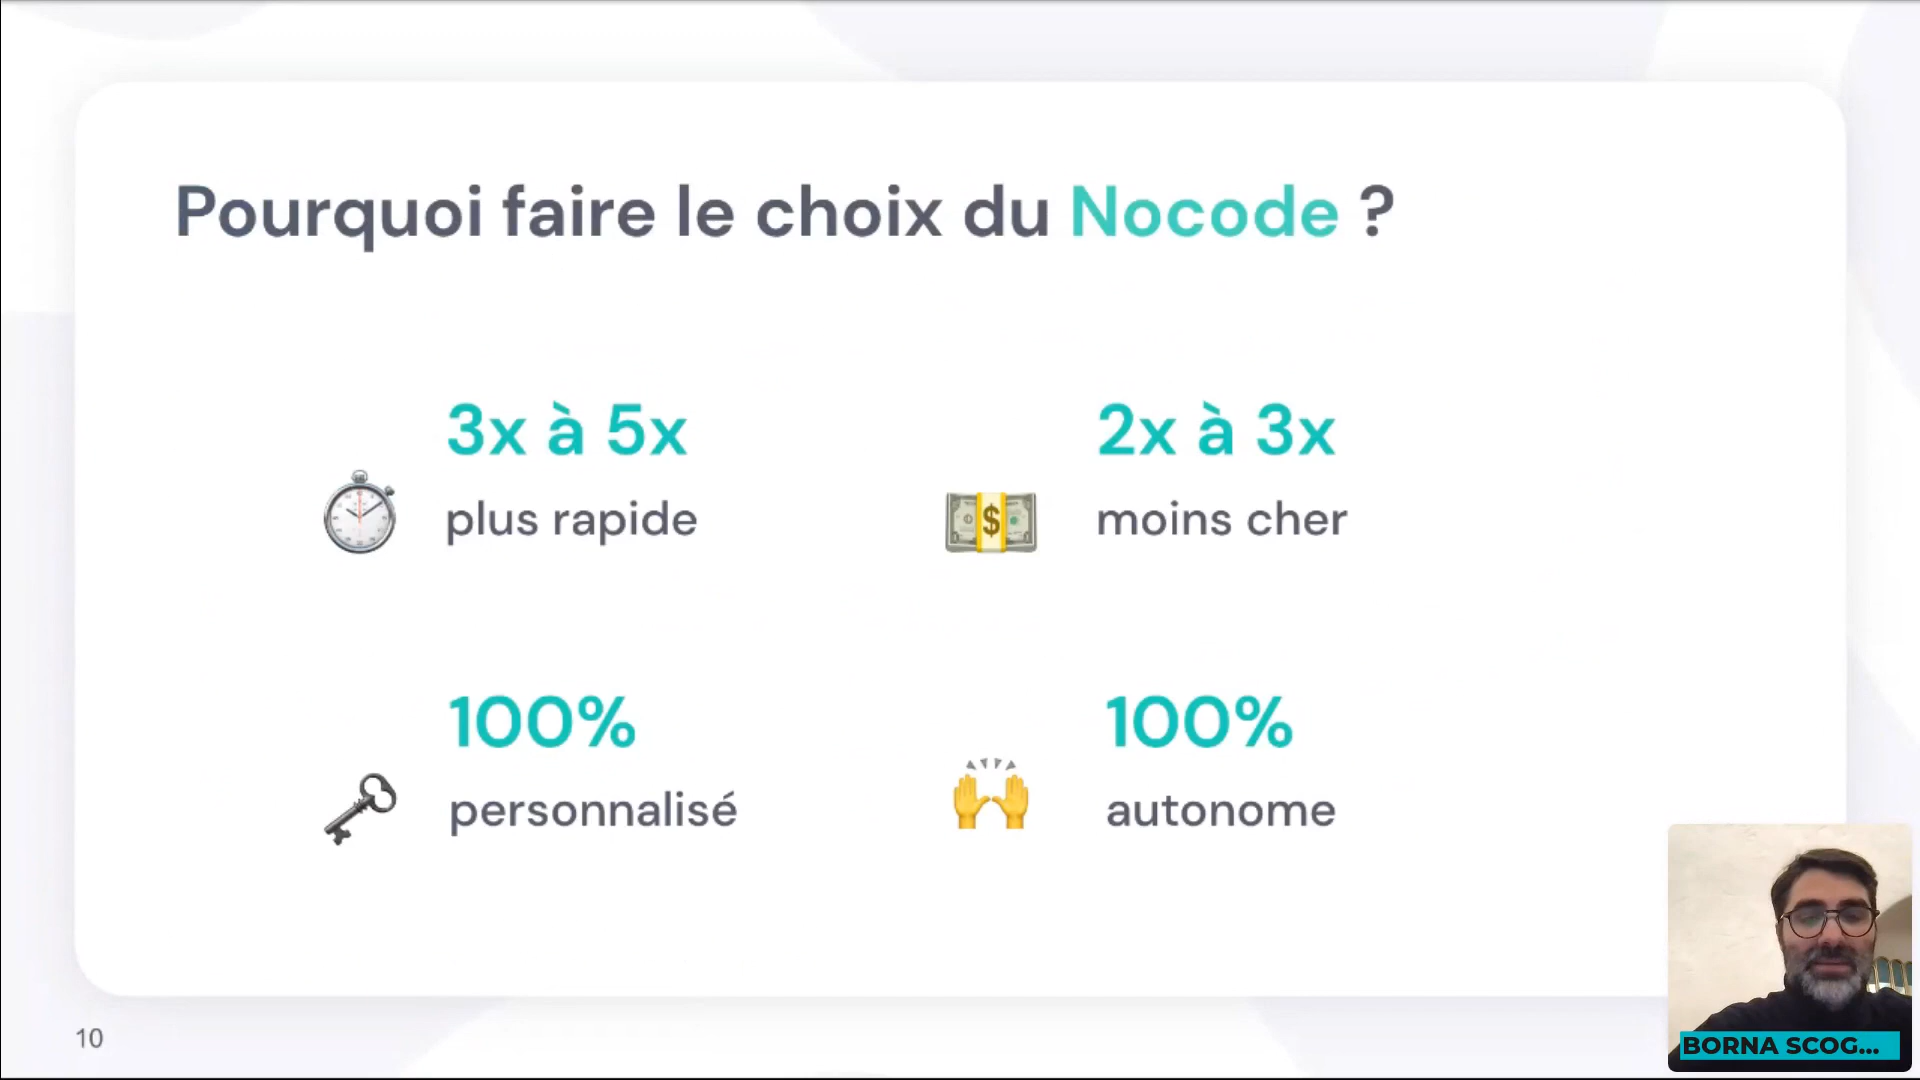 Pourquoi faire le choix du Nocode ?
3x à 5x
plus rapide
2x à 3x
moins cher
100%
personnalisé
100%
autonome
10
BORNA SCOG...